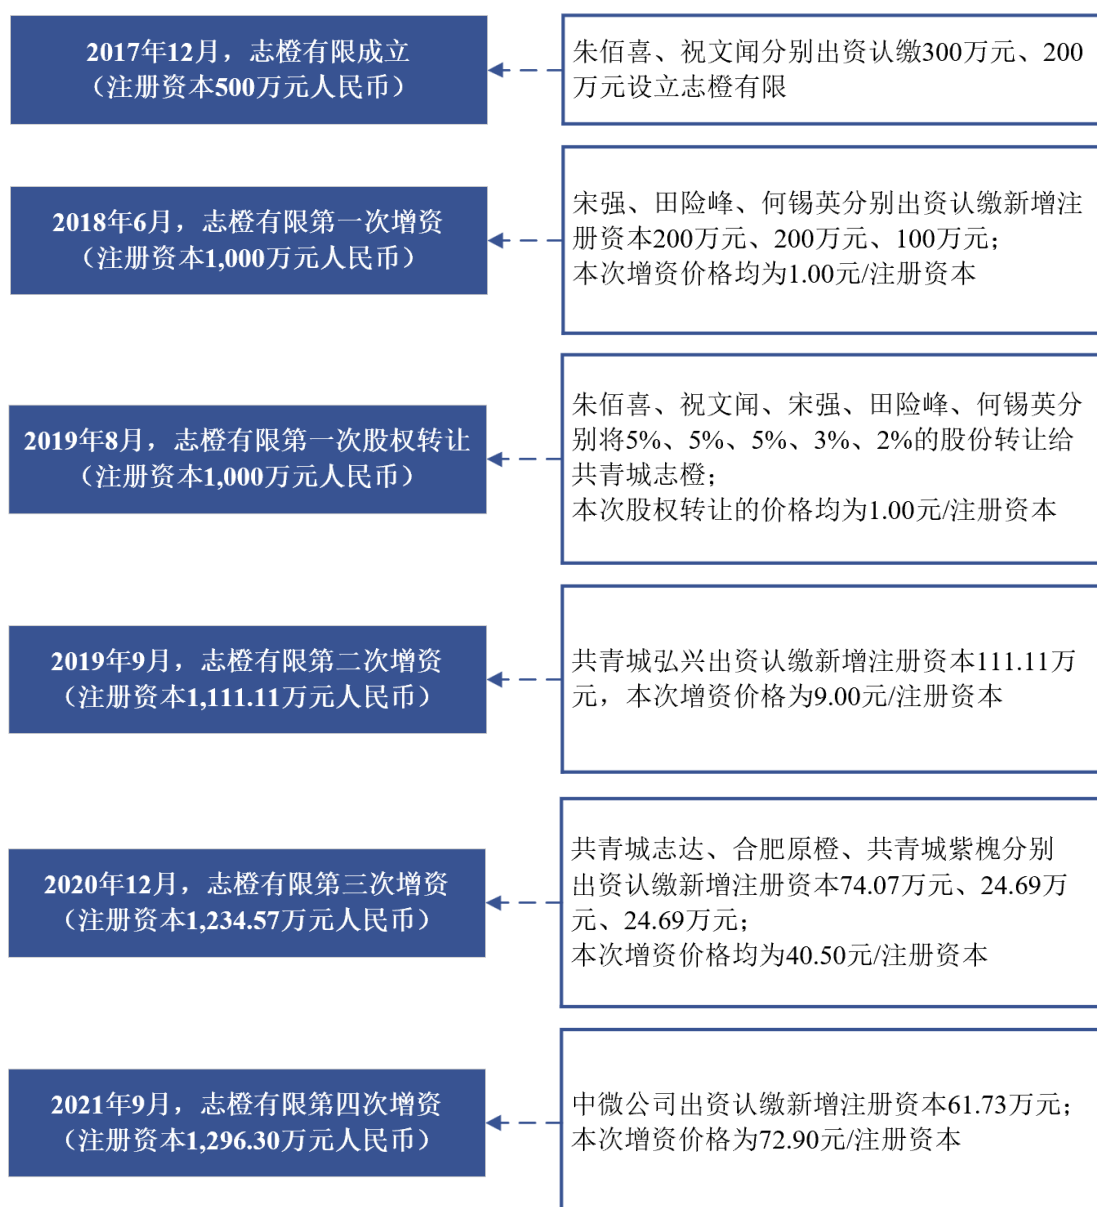 2017年12月，志橙有限成立
（注册资本500万元人民币）
朱佰喜、祝文闻分别出资认缴300万元、200
万元设立志橙有限
2018年6月，志橙有限第一次增资
（注册资本1,000万元人民币）
宋强、田险峰、何锡英分别出资认缴新增注
册资本200万元、200万元、100万元；
本次增资价格均为1.00元/注册资本
2019年8月，志橙有限第一次股权转让
（注册资本1,000万元人民币）
朱佰喜、祝文闻、宋强、田险峰、何锡英分
别将5%、5%、5%、3%、2%的股份转让给
共青城志橙；
本次股权转让的价格均为1.00元/注册资本
2019年9月，志橙有限第二次增资
（注册资本1,111.11万元人民币）
共青城弘兴出资认缴新增注册资本111.11万
元，本次增资价格为9.00元/注册资本
2020年12月，志橙有限第三次增资
（注册资本1,234.57万元人民币）
共青城志达、合肥原橙、共青城紫槐分别
出资认缴新增注册资本74.07万元、24.69万
元、24.69万元；
本次增资价格均为40.50元/注册资本
2021年9月，志橙有限第四次增资
（注册资本1,296.30万元人民币）
中微公司出资认缴新增注册资本61.73万元；
本次增资价格为72.90元/注册资本